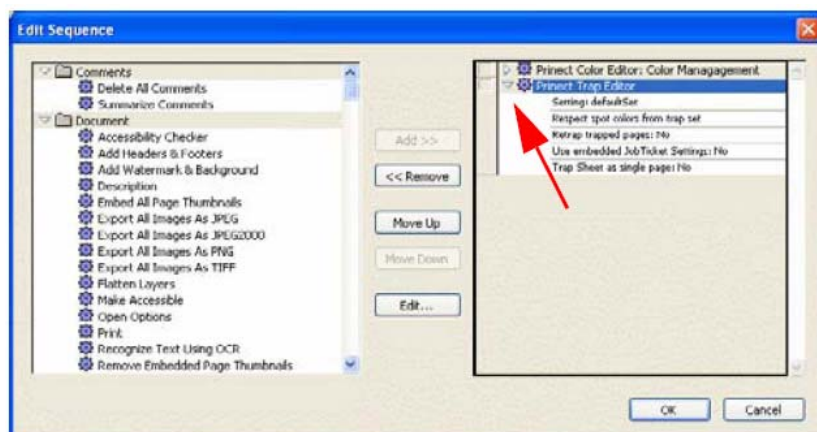 Edit Sequence
Comments
Delete All Comments
Summarize Comments
Document
Accessibility Checker
Add Headers & Footers
Add Watermark & Background
Description
Embed All Page Thumbnails
Export All Images As JPEG
Export All Images As JPEG2000
Export All Images As PNG
Export All Images As TIFF
Flatten Layers
Make Accessible
Open Options
Print
Recognize Text Using OCR
Remove Embedded Page Thumbnails
Add >>
<< Remove
Move Up
Move Down
Edit...
Prinect Color Editor: Color Managagement
Prinect Trap Editor
Setting: defaultSet
Respect spot colors from trap set
Retrap trapped pages: No
Use embedded JobTicket Settings: No
Trap Sheet as single page: No
OK
Cancel